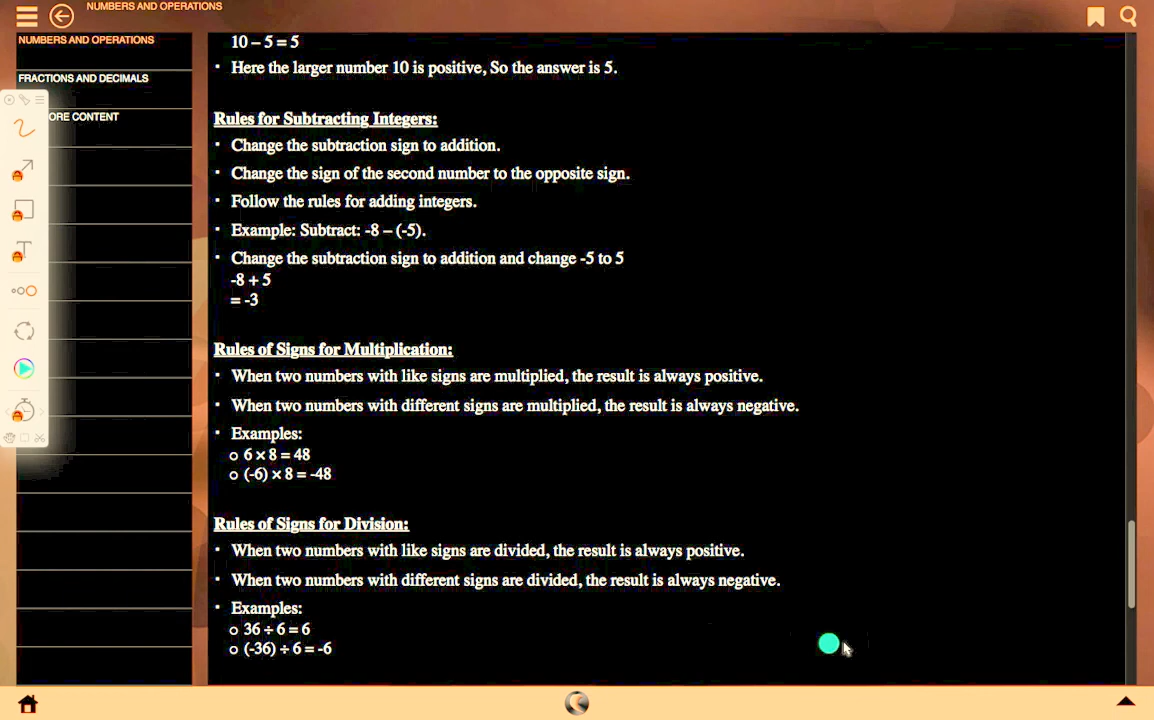 NUMBERS AND OPERATIONS
NUMBERS AND OPERATIONS
FRACTIONS AND DECIMALS
ORE CONTENT
10 – 5 = 5
▪ Here the larger number 10 is positive, So the answer is 5.
Rules for Subtracting Integers:
▪ Change the subtraction sign to addition.
▪ Change the sign of the second number to the opposite sign.
▪ Follow the rules for adding integers.
▪ Example: Subtract: -8 – (-5).
▪ Change the subtraction sign to addition and change -5 to 5
-8 + 5
= -3
Rules of Signs for Multiplication:
▪ When two numbers with like signs are multiplied, the result is always positive.
▪ When two numbers with different signs are multiplied, the result is always negative.
▪ Examples:
o 6 × 8 = 48
o (-6) × 8 = -48
Rules of Signs for Division:
▪ When two numbers with like signs are divided, the result is always positive.
▪ When two numbers with different signs are divided, the result is always negative.
▪ Examples:
o 36 ÷ 6 = 6
o (-36) ÷ 6 = -6